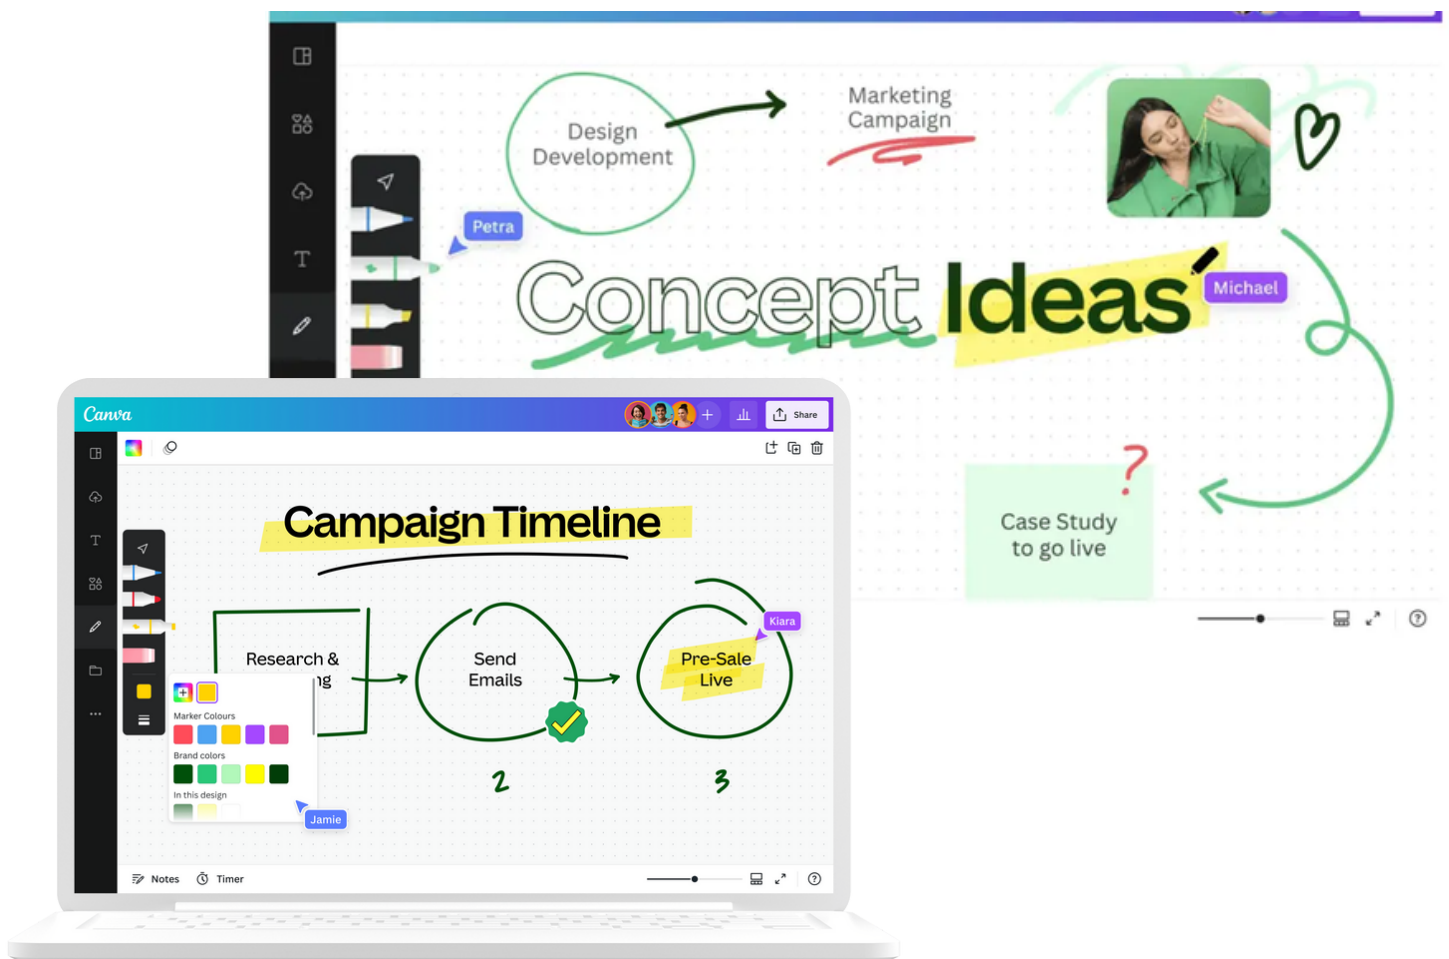 Design
Development
Marketing
Campaign
Petra
Concept Ideas
Michael
?
Case Study
to go live
Canva
Share
Campaign Timeline
Research &
ng
Send
Emails
Pre-Sale
Live
Kiara
Marker Colours
Brand colors
In this design
Jamie
2
3
Notes
Timer